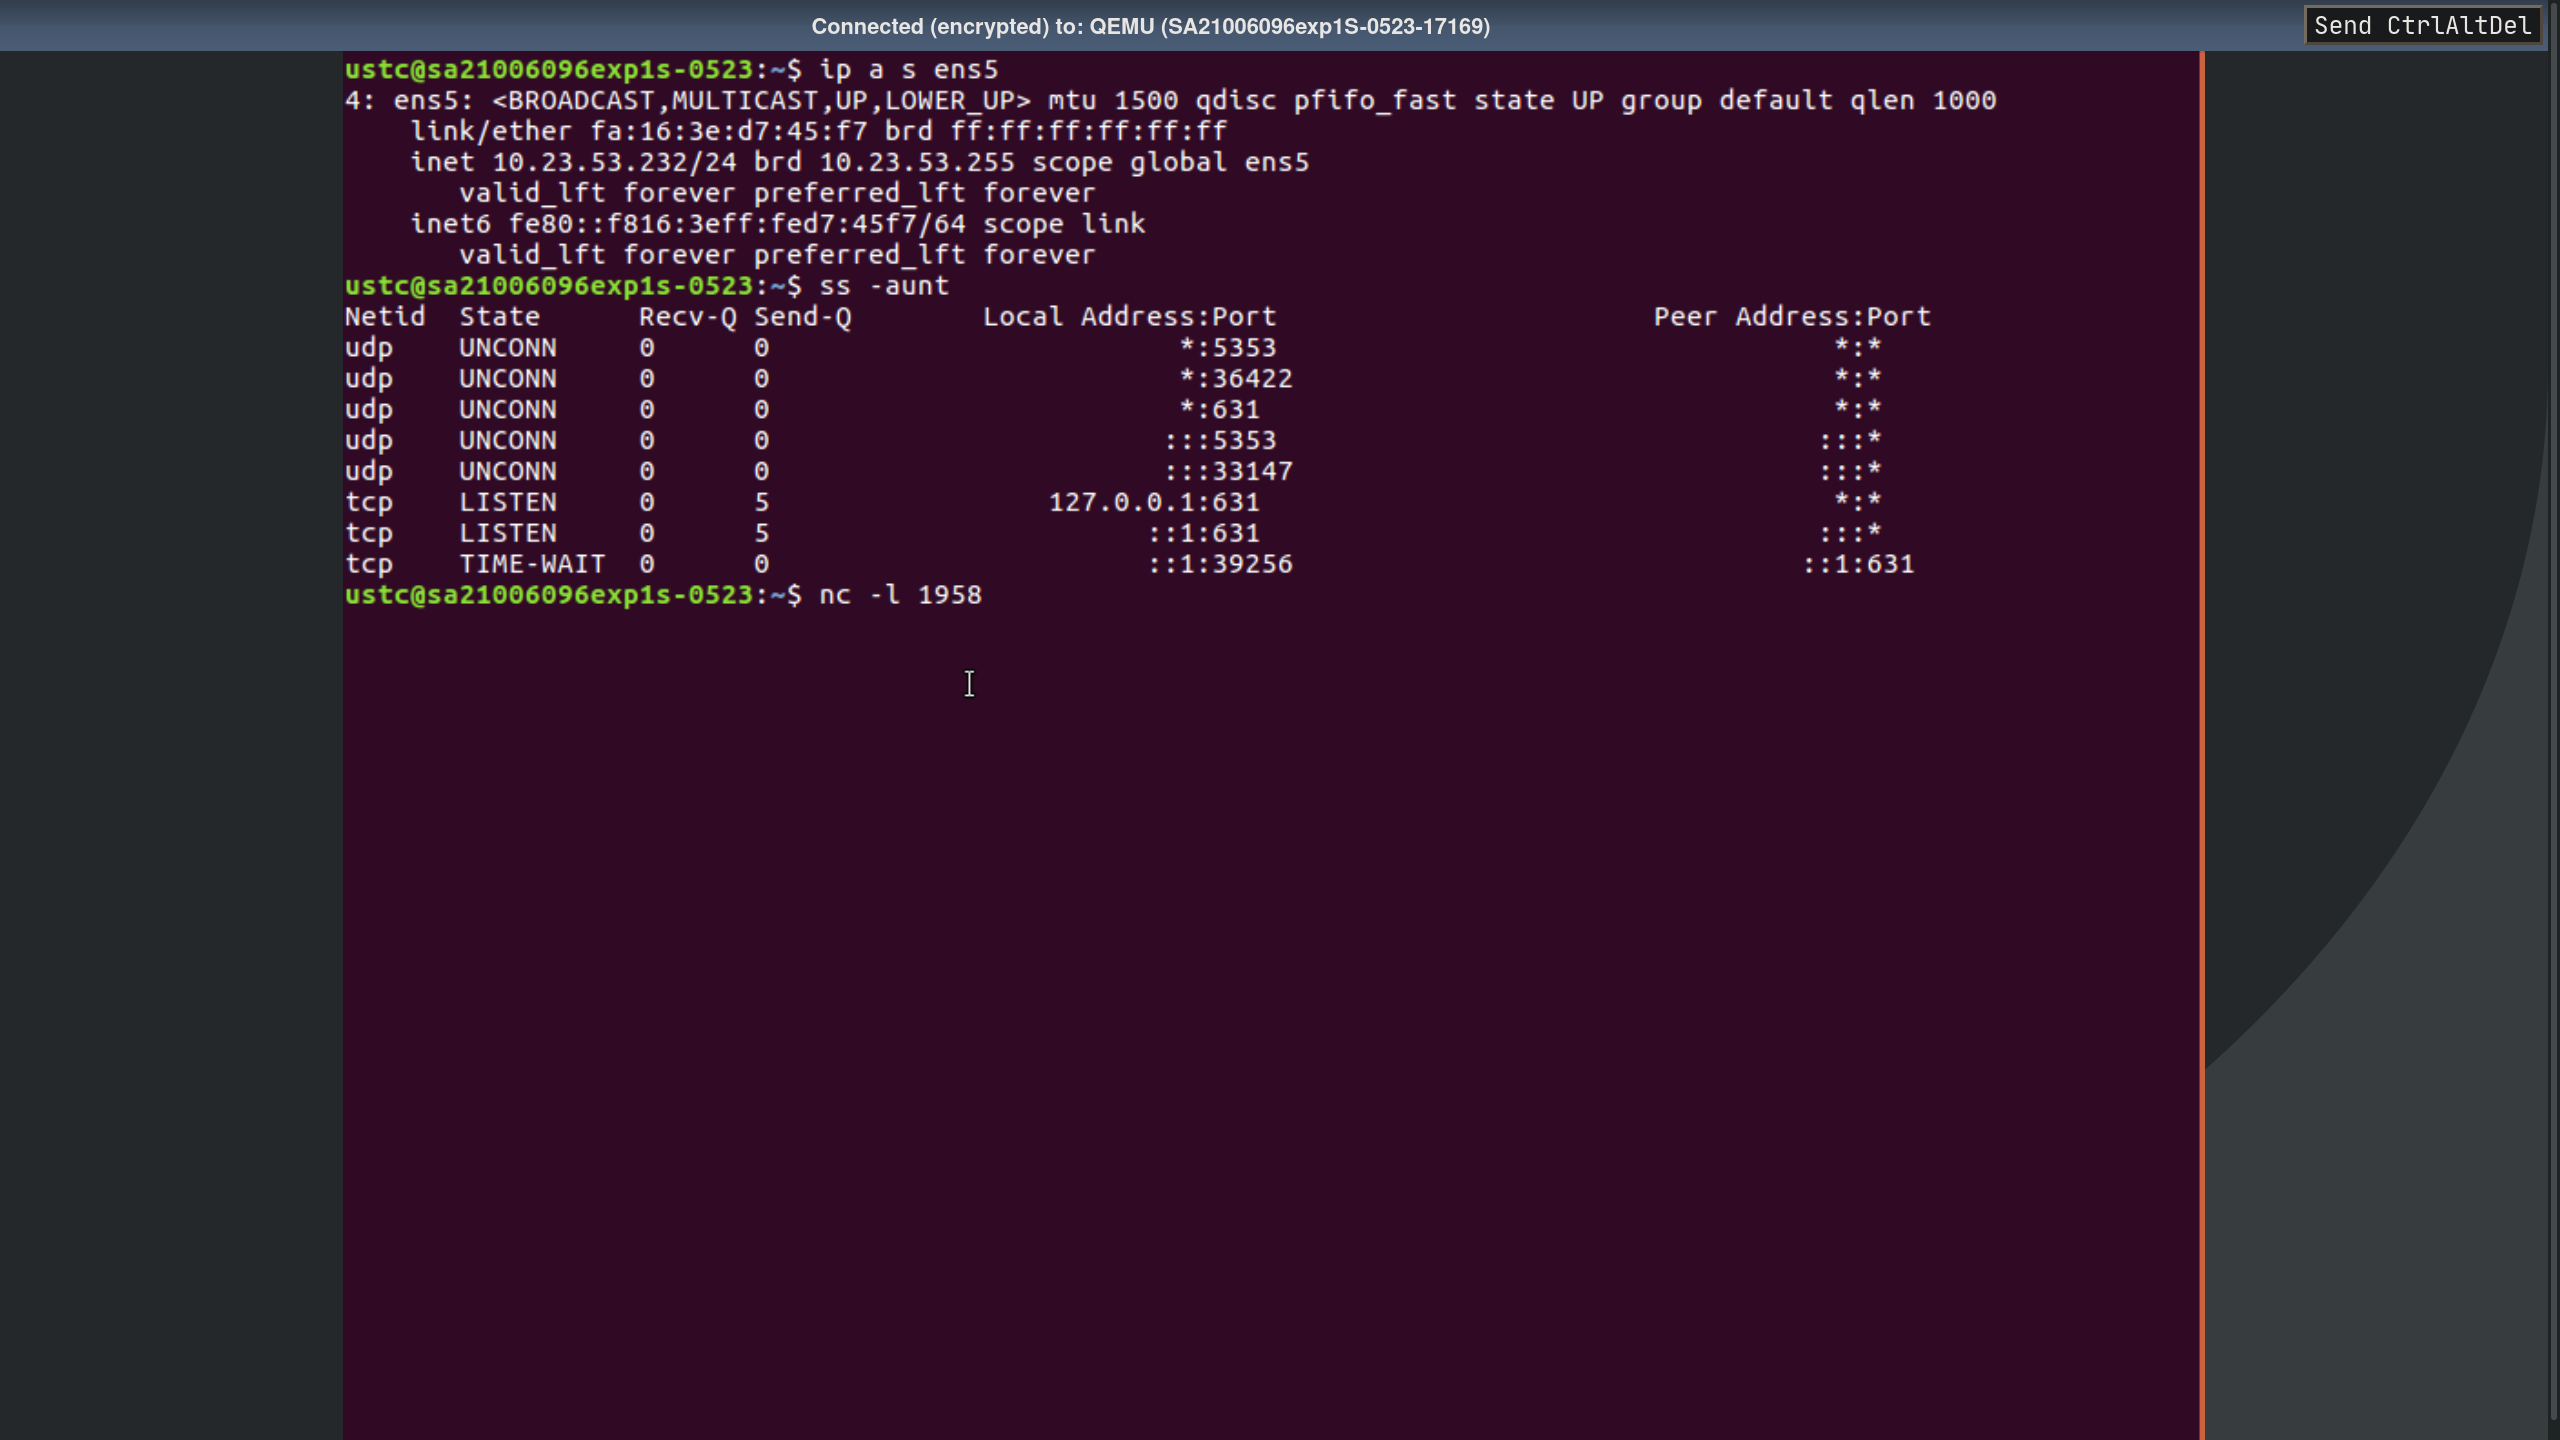 Connected (encrypted) to: QEMU (SA21006096exp1S-0523-17169)
Send CtrlAltDel
ustc@sa21006096exp1s-0523:~$ ip a s ens5
4: ens5: <BROADCAST,MULTICAST,UP,LOWER_UP> mtu 1500 qdisc pfifo_fast state UP group default qlen 1000
    link/ether fa:16:3e:d7:45:f7 brd ff:ff:ff:ff:ff:ff
    inet 10.23.53.232/24 brd 10.23.53.255 scope global ens5
       valid_lft forever preferred_lft forever
    inet6 fe80::f816:3eff:fed7:45f7/64 scope link
       valid_lft forever preferred_lft forever
ustc@sa21006096exp1s-0523:~$ ss -aunt
Netid  State      Recv-Q Send-Q        Local Address:Port                       Peer Address:Port
udp    UNCONN     0      0                         *:5353                                  *:*
udp    UNCONN     0      0                         *:36422                                 *:*
udp    UNCONN     0      0                         *:631                                   *:*
udp    UNCONN     0      0                        :::5353                                 :::*
udp    UNCONN     0      0                        :::33147                                :::*
tcp    LISTEN     0      5                 127.0.0.1:631                                   *:*
tcp    LISTEN     0      5                       ::1:631                                  :::*
tcp    TIME-WAIT  0      0                       ::1:39256                               ::1:631
ustc@sa21006096exp1s-0523:~$ nc -l 1958